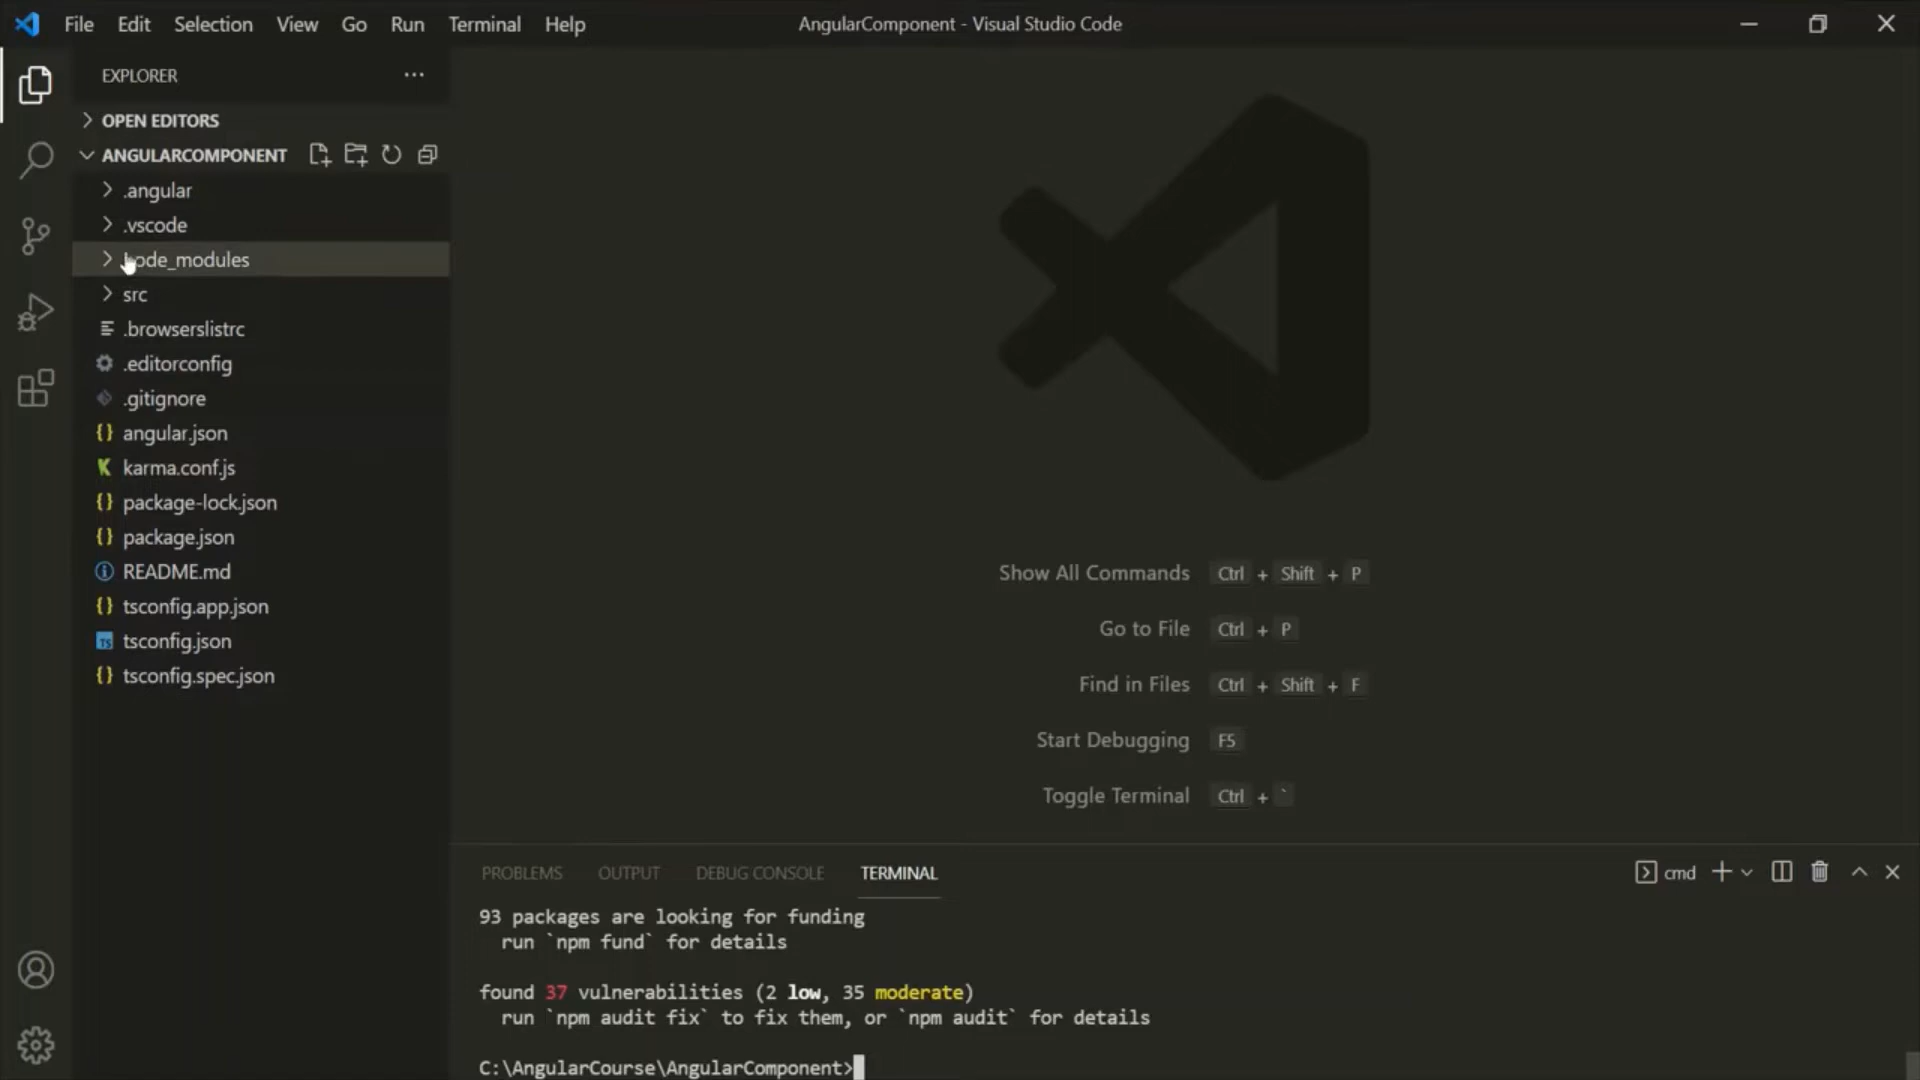 File Edit Selection View Go Run Terminal Help
AngularComponent - Visual Studio Code
EXPLORER
OPEN EDITORS
ANGULARCOMPONENT
.angular
.vscode
node_modules
src
.browserslistrc
.editorconfig
.gitignore
angular.json
karma.conf.js
package-lock.json
package.json
README.md
tsconfig.app.json
tsconfig.json
tsconfig.spec.json
Show All Commands Ctrl + Shift + P
Go to File Ctrl + P
Find in Files Ctrl + Shift + F
Start Debugging F5
Toggle Terminal Ctrl + `
PROBLEMS OUTPUT DEBUG CONSOLE TERMINAL
cmd
93 packages are looking for funding
run `npm fund` for details
found 37 vulnerabilities (2 low, 35 moderate)
run `npm audit fix` to fix them, or `npm audit` for details
C:\AngularCourse\AngularComponent>